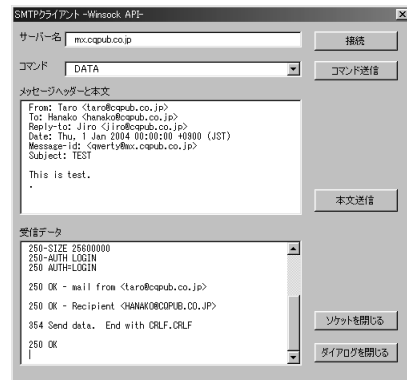 SMTPクライアント -Winsock API-
サーバー名 mx.cqpub.co.jp
接続
コマンド DATA
コマンド送信
メッセージヘッダーと本文
From: Taro <taro@cqpub.co.jp>
To: Hanako <hanako@cqpub.co.jp>
Reply-to: Jiro <jiro@cqpub.co.jp>
Date: Thu, 1 Jan 2004 00:00:00 +0900 (JST)
Message-id: <qwerty@mx.cqpub.co.jp>
Subject: TEST
This is test.
.
本文送信
受信データ
250-SIZE 25600000
250-AUTH LOGIN
250 AUTH=LOGIN
250 OK - mail from <taro@cqpub.co.jp>
250 OK - Recipient <HANAKO@CQPUB.CO.JP>
354 Send data.  End with CRLF.CRLF
250 OK
ソケットを閉じる
ダイアログを閉じる